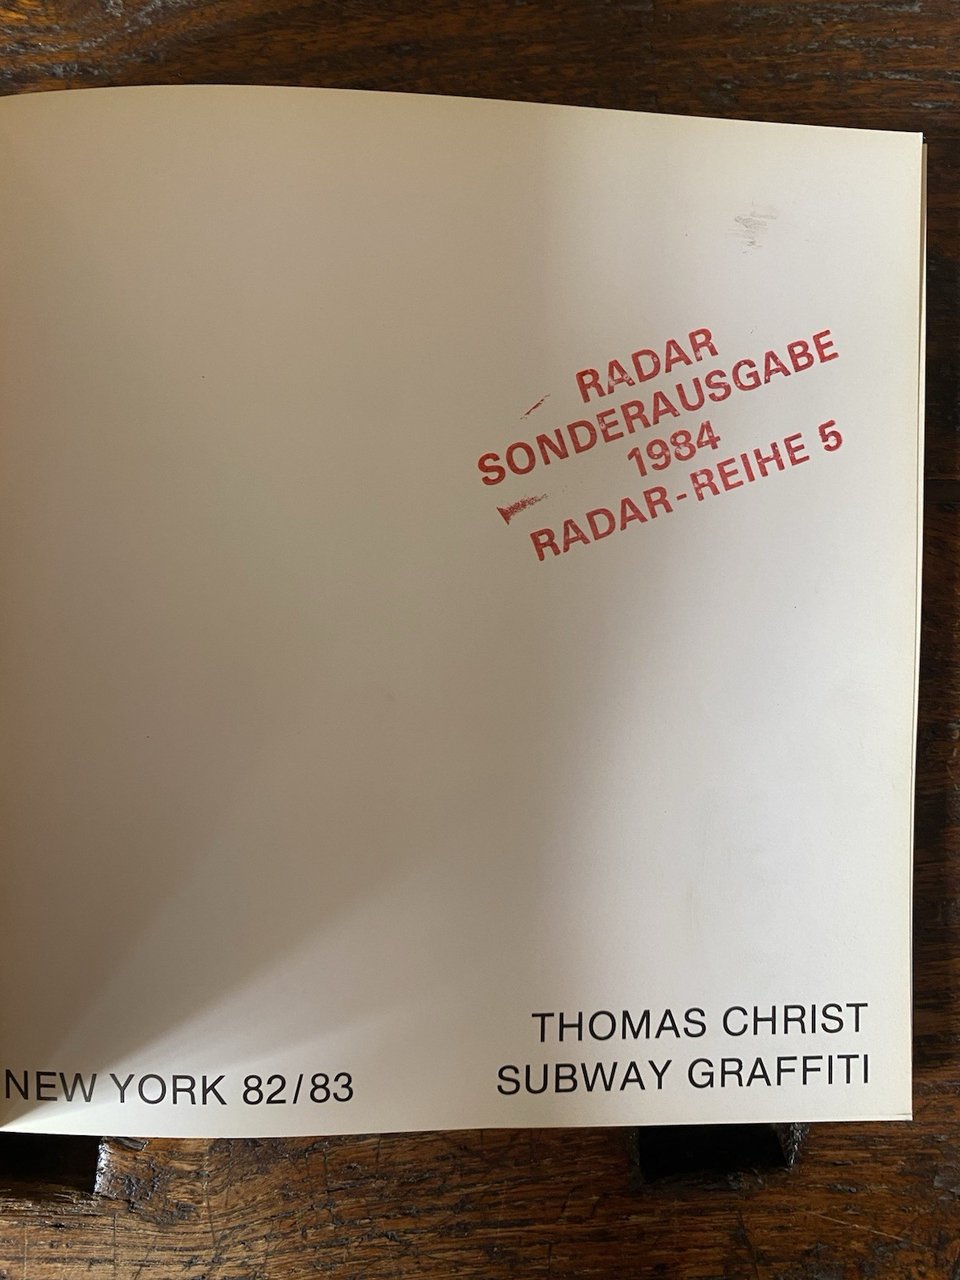 RADAR
SONDERAUSGABE
1984
RADAR-REIHE 5
THOMAS CHRIST
SUBWAY GRAFFITI
NEW YORK 82/83